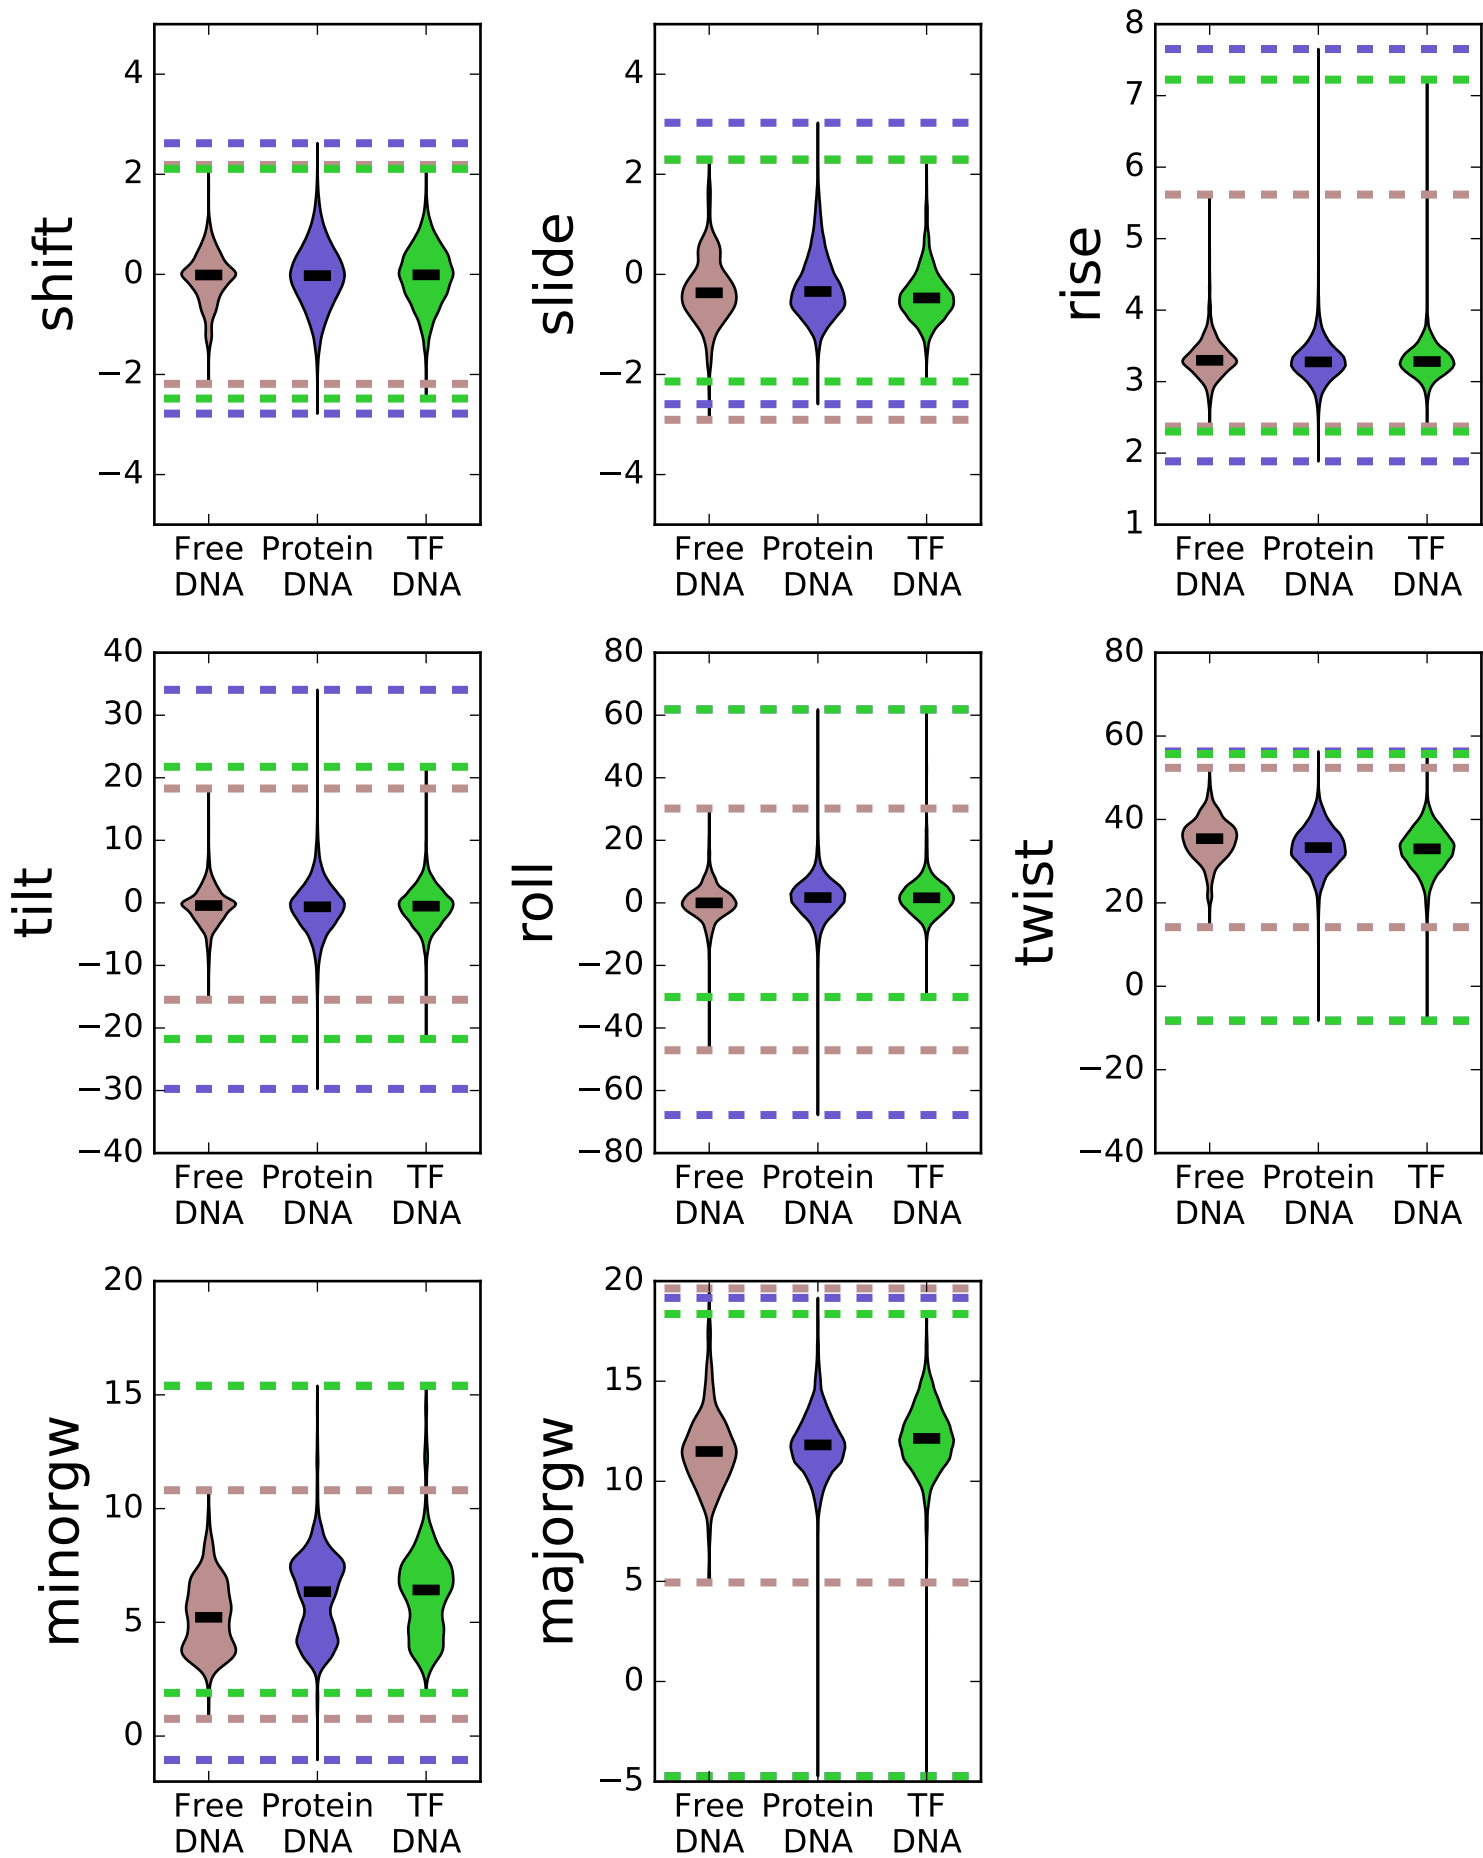 shift
4
2
0
−2
−4
Free Protein TF
DNA DNA DNA
slide
4
2
0
−2
−4
Free Protein TF
DNA DNA DNA
rise
8
7
6
5
4
3
2
1
Free Protein TF
DNA DNA DNA
tilt
40
30
20
10
0
−10
−20
−30
−40
Free Protein TF
DNA DNA DNA
roll
80
60
40
20
0
−20
−40
−60
−80
Free Protein TF
DNA DNA DNA
twist
80
60
40
20
0
−20
−40
Free Protein TF
DNA DNA DNA
minorgw
20
15
10
5
0
Free Protein TF
DNA DNA DNA
majorgw
20
15
10
5
0
−5
Free Protein TF
DNA DNA DNA